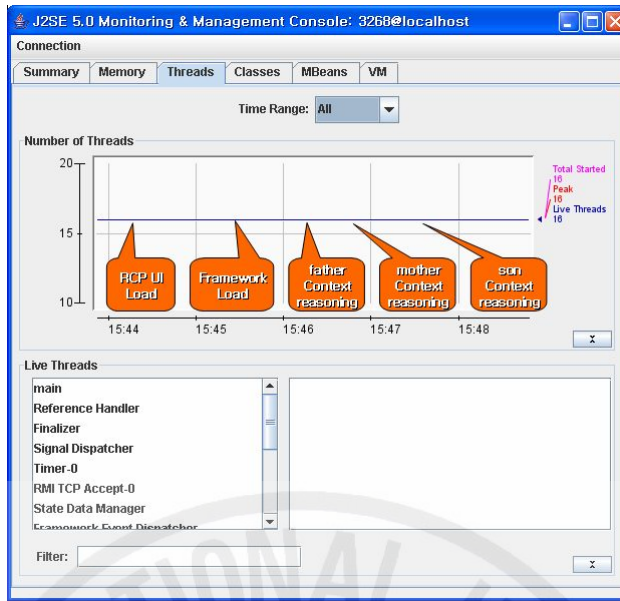 J2SE 5.0 Monitoring & Management Console: 3268@localhost
Connection
Summary Memory Threads Classes MBeans VM
Time Range: All
Number of Threads
20
15
10
Total Started
16
Peak
16
Live Threads
16
RCP UI
Load
Framework
Load
father
Context
reasoning
mother
Context
reasoning
son
Context
reasoning
15:44 15:45 15:46 15:47 15:48
Live Threads
main
Reference Handler
Finalizer
Signal Dispatcher
Timer-0
RMI TCP Accept-0
State Data Manager
Framework Event Dispatcher
Filter: